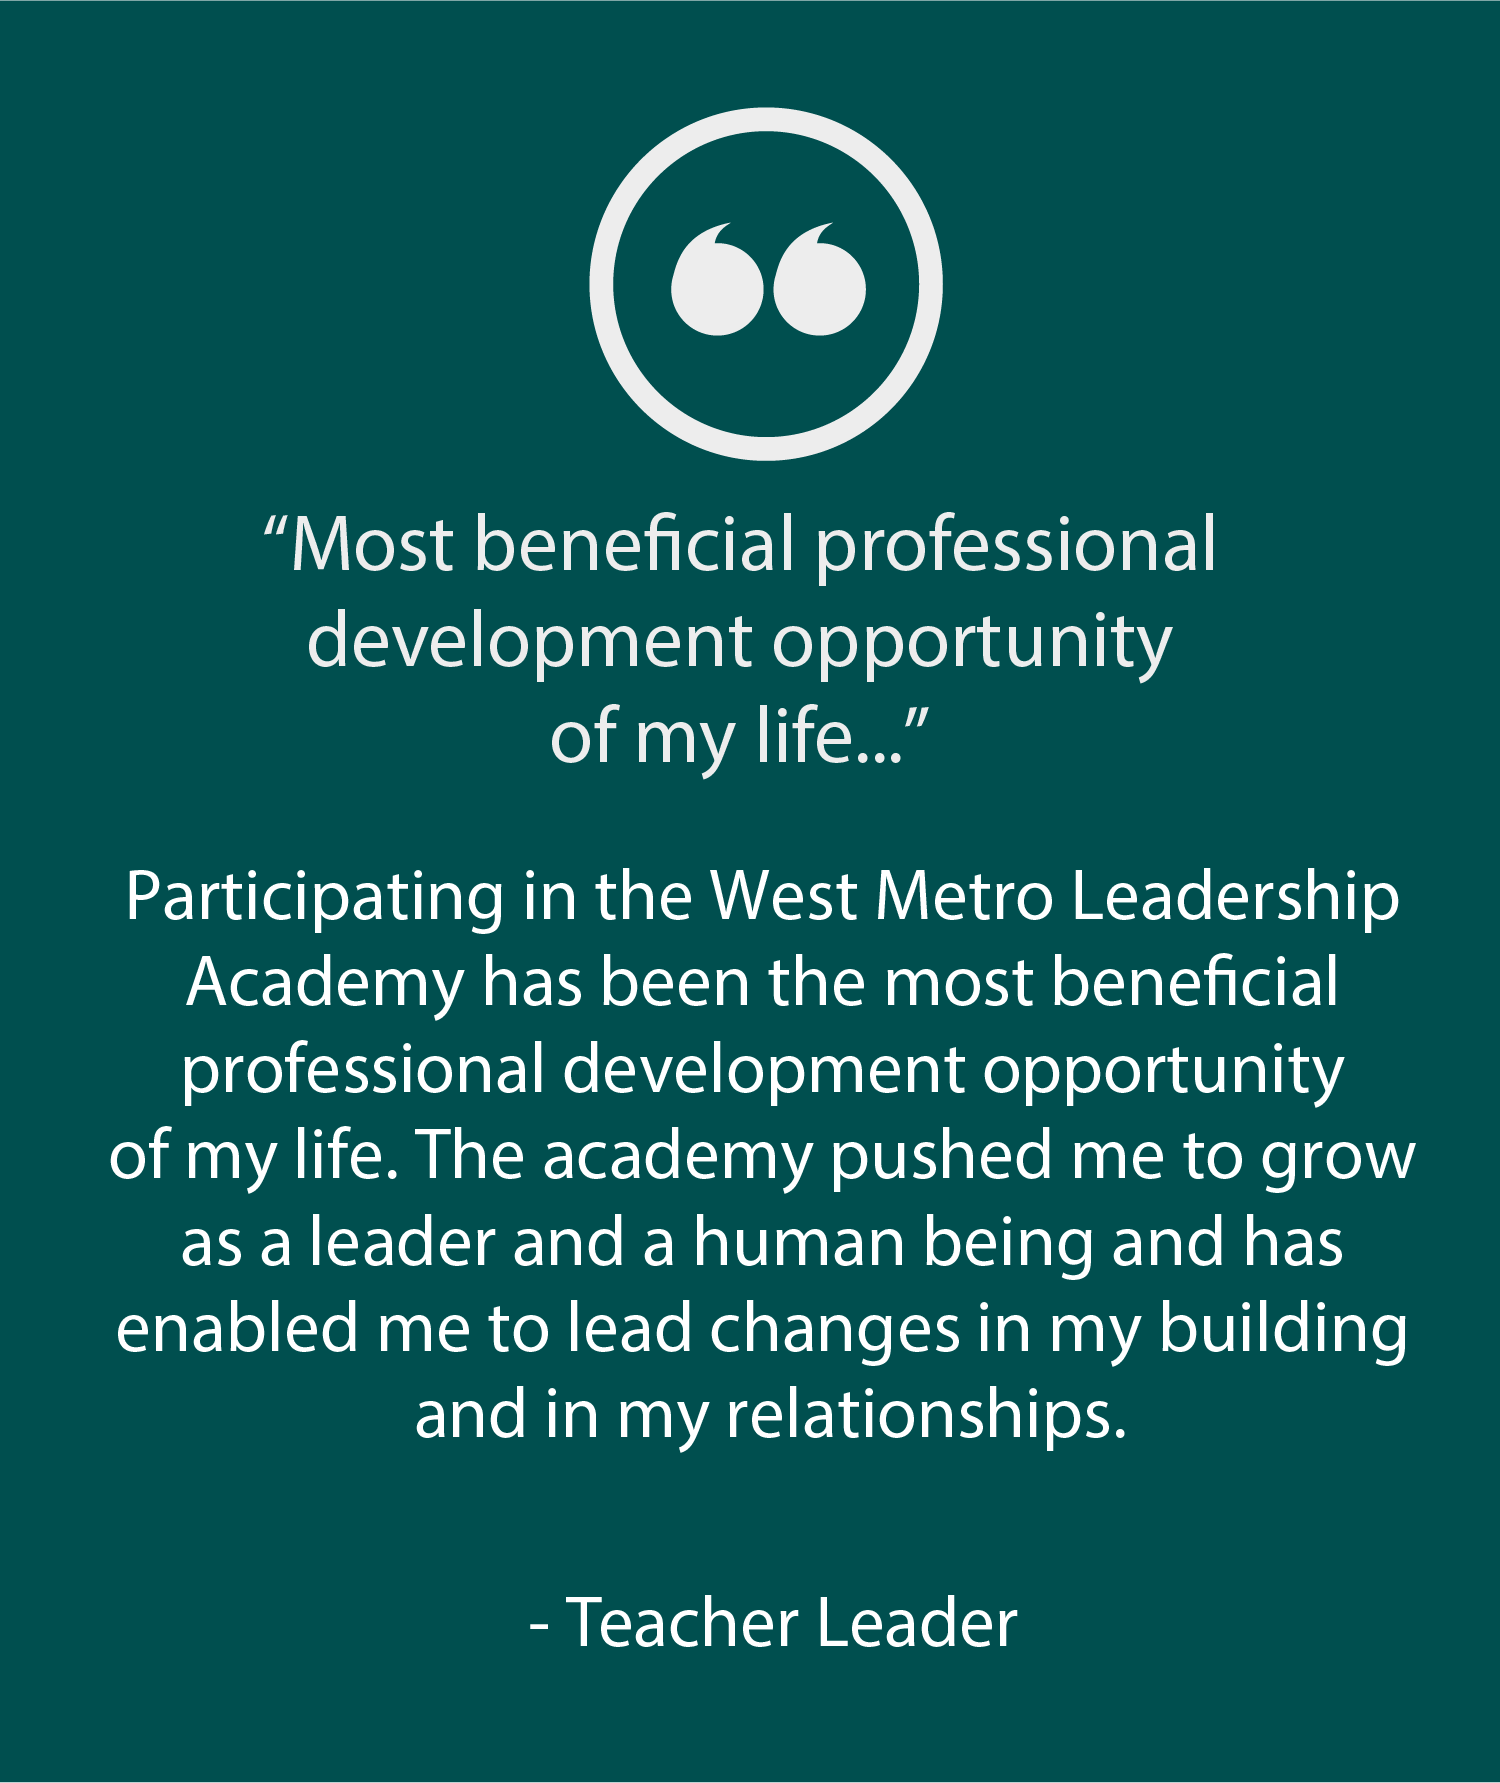 “Most beneficial professional
development opportunity
of my life...”
Participating in the West Metro Leadership
Academy has been the most beneficial
professional development opportunity
of my life. The academy pushed me to grow
as a leader and a human being and has
enabled me to lead changes in my building
and in my relationships.
- Teacher Leader